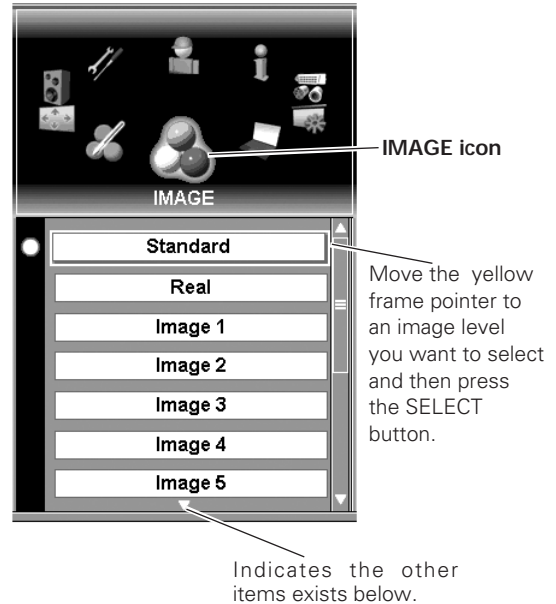 IMAGE icon
IMAGE
Standard
Real
Image 1
Image 2
Image 3
Image 4
Image 5
Move the yellow
frame pointer to
an image level
you want to select
and then press
the SELECT
button.
Indicates the other
items exists below.